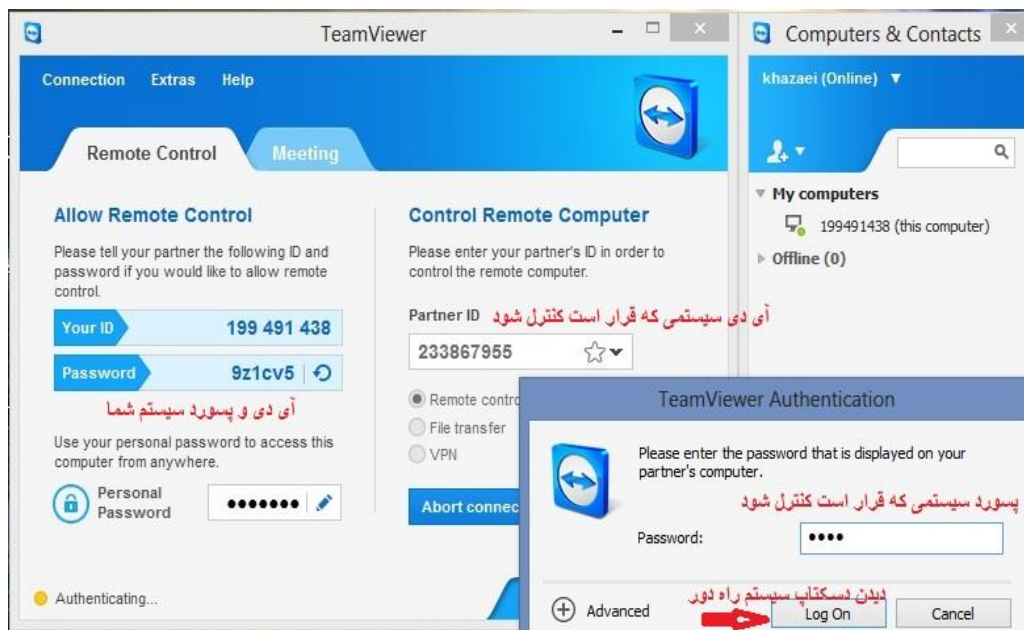 TeamViewer
Connection Extras Help
Remote Control
Meeting
Allow Remote Control
Please tell your partner the following ID and
password if you would like to allow remote
control.
Your ID 199 491 438
Password 9z1cv5
آی دی و پسورد سیستم شما
Use your personal password to access this
computer from anywhere.
Personal
Password
Authenticating...
Control Remote Computer
Please enter your partner's ID in order to
control the remote computer.
Partner ID آی دی سیستمی که قرار است کنترل شود
233867955
Remote contro
File transfer
VPN
Abort connec
Computers & Contacts
khazaei (Online)
My computers
199491438 (this computer)
Offline (0)
TeamViewer Authentication
Please enter the password that is displayed on your
partner's computer.
پسورد سیستمی که قرار است کنترل شود
Password:
دیدن دسکتاپ سیستم راه دور
Advanced
Log On
Cancel